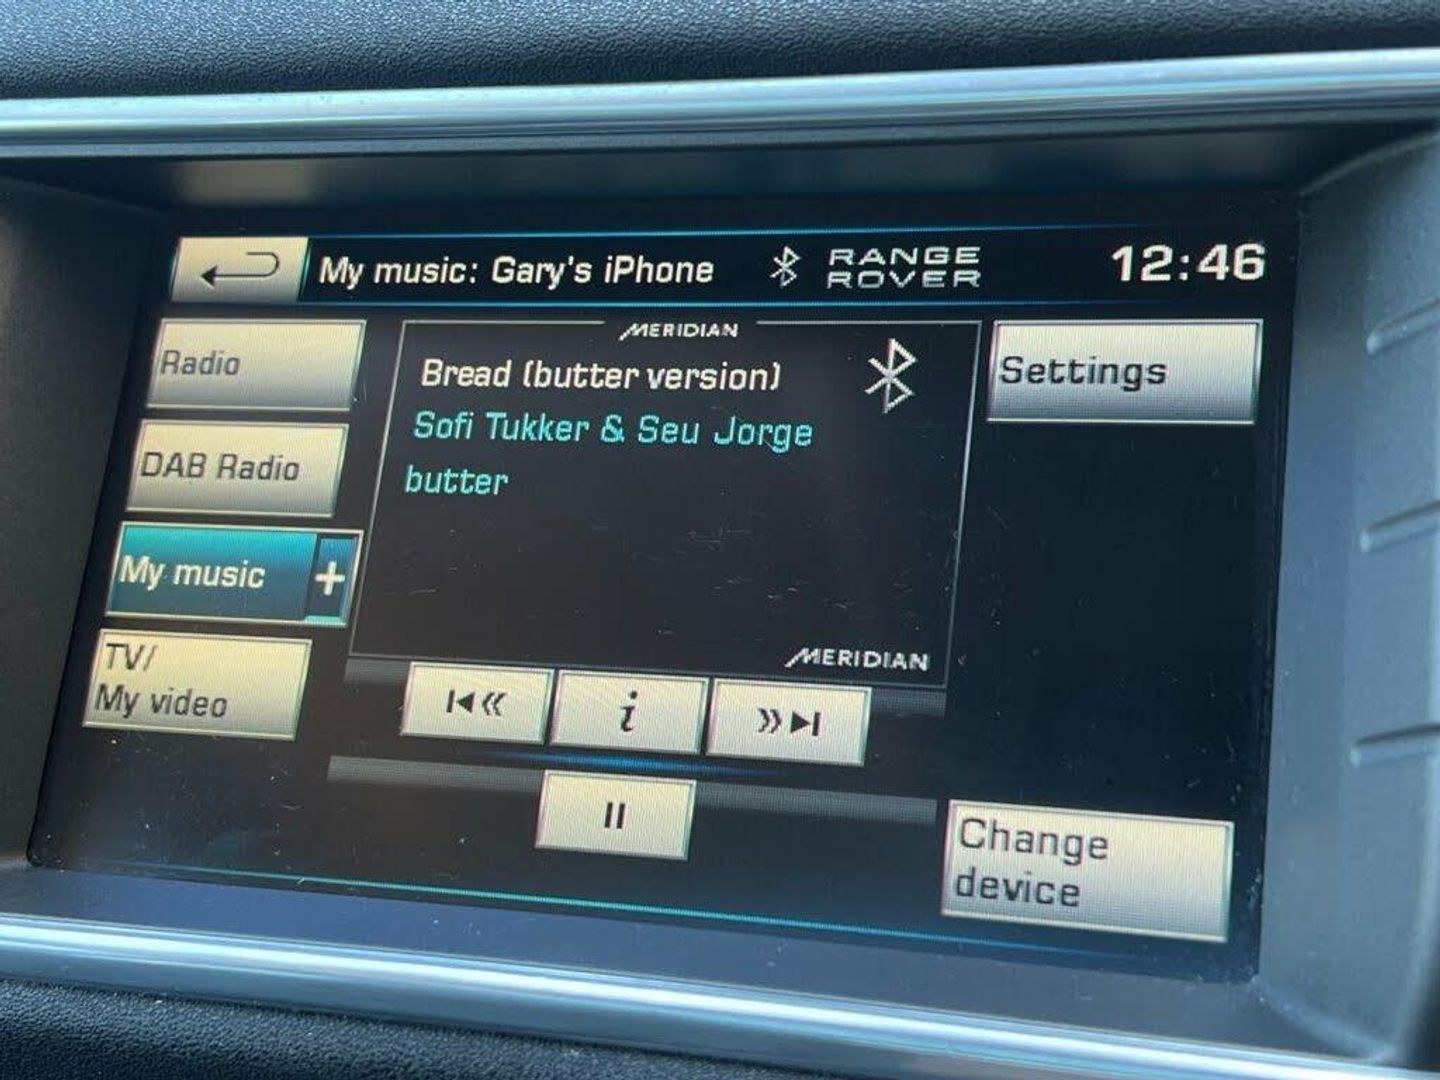 My music: Gary's iPhone
RANGE
ROVER
12:46
Radio
DAB Radio
My music +
TV/
My video
MERIDIAN
Bread (butter version)
Sofi Tukker & Seu Jorge
butter
MERIDIAN
i
Settings
Change
device